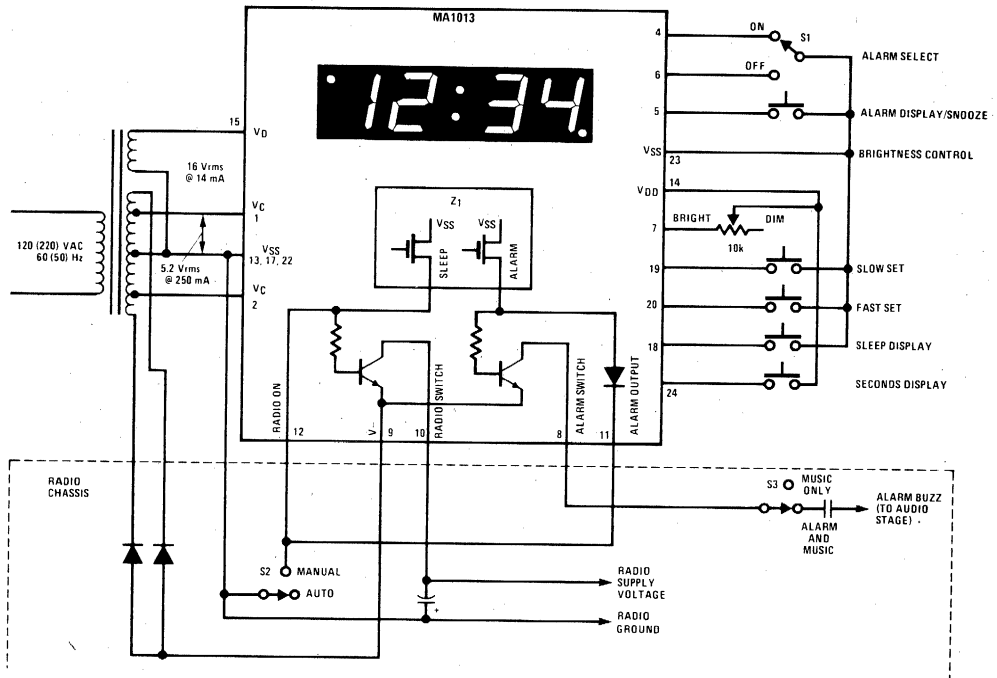 MA1013
12:34
4
ON
S1
ALARM SELECT
6
OFF
5
ALARM DISPLAY/SNOOZE
VSS
23
BRIGHTNESS CONTROL
VDD
14
7
BRIGHT
DIM
10k
19
SLOW SET
20
FAST SET
18
SLEEP DISPLAY
24
SECONDS DISPLAY
15
VD
16 Vrms
@ 14 mA
VC
1
VSS
13, 17, 22
5.2 Vrms
@ 250 mA
VC
2
120 (220) VAC
60 (50) Hz
Z1
VSS
VSS
SLEEP
ALARM
RADIO ON
12
V-
9
10
RADIO SWITCH
8
ALARM SWITCH
11
ALARM OUTPUT
RADIO
CHASSIS
S2
MANUAL
AUTO
+
RADIO
SUPPLY
VOLTAGE
RADIO
GROUND
S3
MUSIC
ONLY
ALARM
AND
MUSIC
ALARM BUZZ
(TO AUDIO
STAGE)